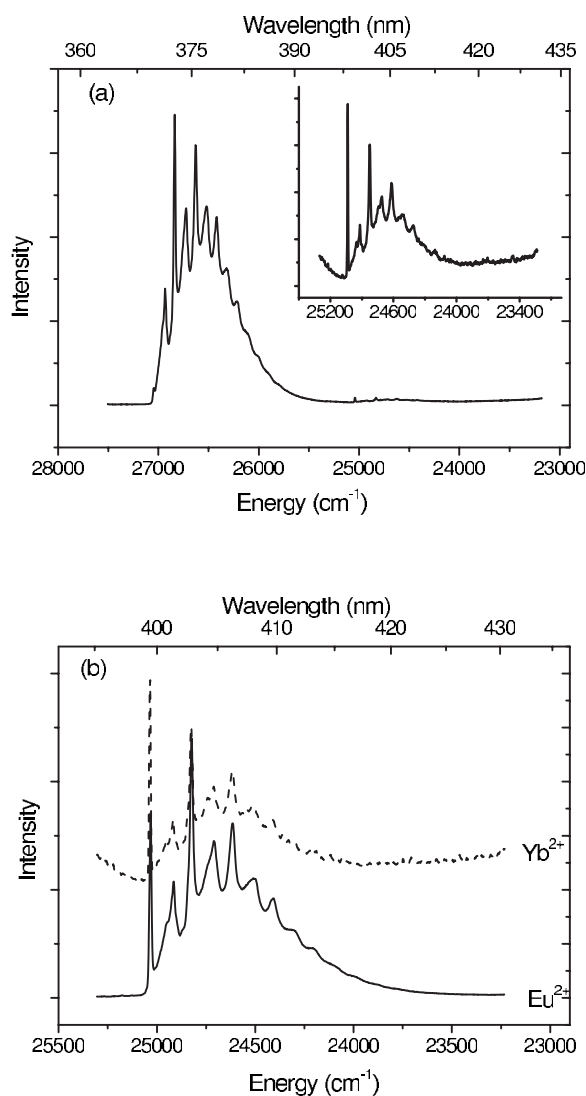 Wavelength (nm)
360 375 390 405 420 435
(a)
Intensity
25200 24600 24000 23400
28000 27000 26000 25000 24000 23000
Energy (cm⁻¹)
Wavelength (nm)
400 410 420 430
(b)
Intensity
Yb²⁺
Eu²⁺
25500 25000 24500 24000 23500 23000
Energy (cm⁻¹)